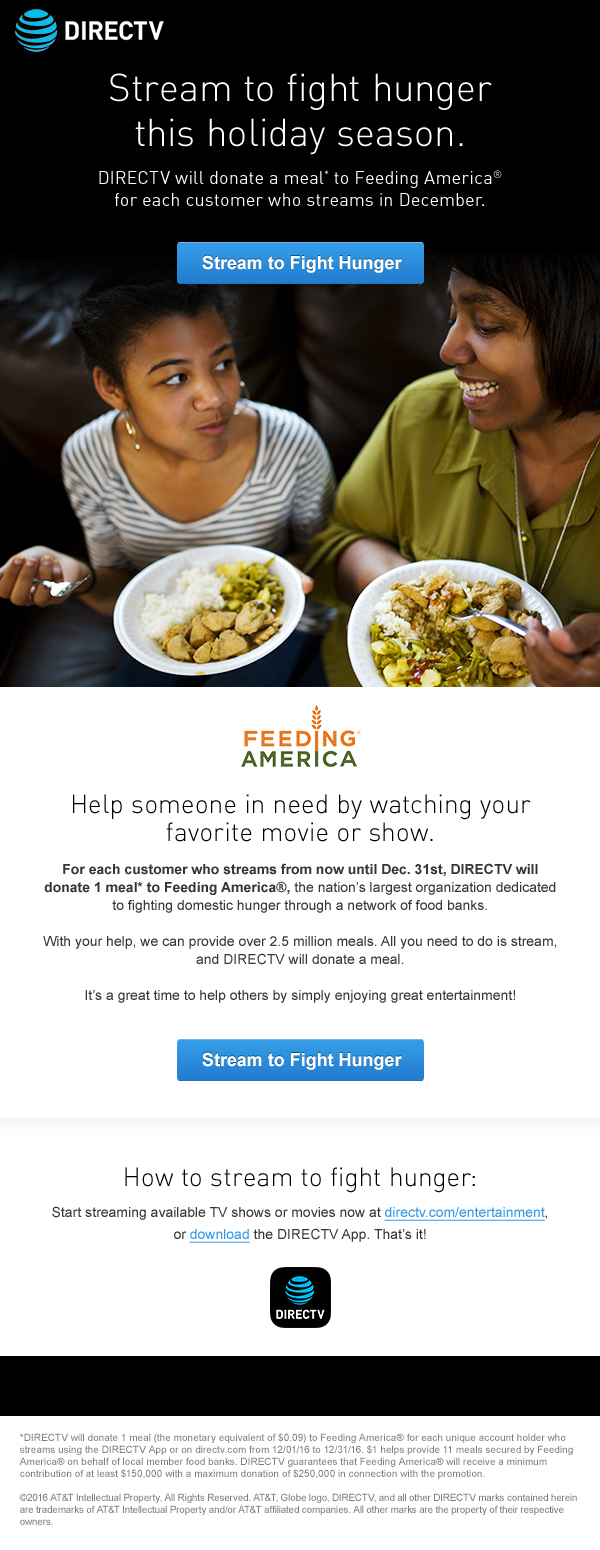 DIRECTV
Stream to fight hunger
this holiday season.
DIRECTV will donate a meal* to Feeding America®
for each customer who streams in December.
Stream to Fight Hunger
FEEDING®
AMERICA
Help someone in need by watching your
favorite movie or show.
For each customer who streams from now until Dec. 31st, DIRECTV will
donate 1 meal* to Feeding America®, the nation's largest organization dedicated
to fighting domestic hunger through a network of food banks.
With your help, we can provide over 2.5 million meals. All you need to do is stream,
and DIRECTV will donate a meal.
It's a great time to help others by simply enjoying great entertainment!
Stream to Fight Hunger
How to stream to fight hunger:
Start streaming available TV shows or movies now at directv.com/entertainment,
or download the DIRECTV App. That's it!
DIRECTV
*DIRECTV will donate 1 meal (the monetary equivalent of $0.09) to Feeding America® for each unique account holder who
streams using the DIRECTV App or on directv.com from 12/01/16 to 12/31/16. $1 helps provide 11 meals secured by Feeding
America® on behalf of local member food banks. DIRECTV guarantees that Feeding America® will receive a minimum
contribution of at least $150,000 with a maximum donation of $250,000 in connection with the promotion.
©2016 AT&T Intellectual Property. All Rights Reserved. AT&T, Globe logo, DIRECTV, and all other DIRECTV marks contained herein
are trademarks of AT&T Intellectual Property and/or AT&T affiliated companies. All other marks are the property of their respective
owners.